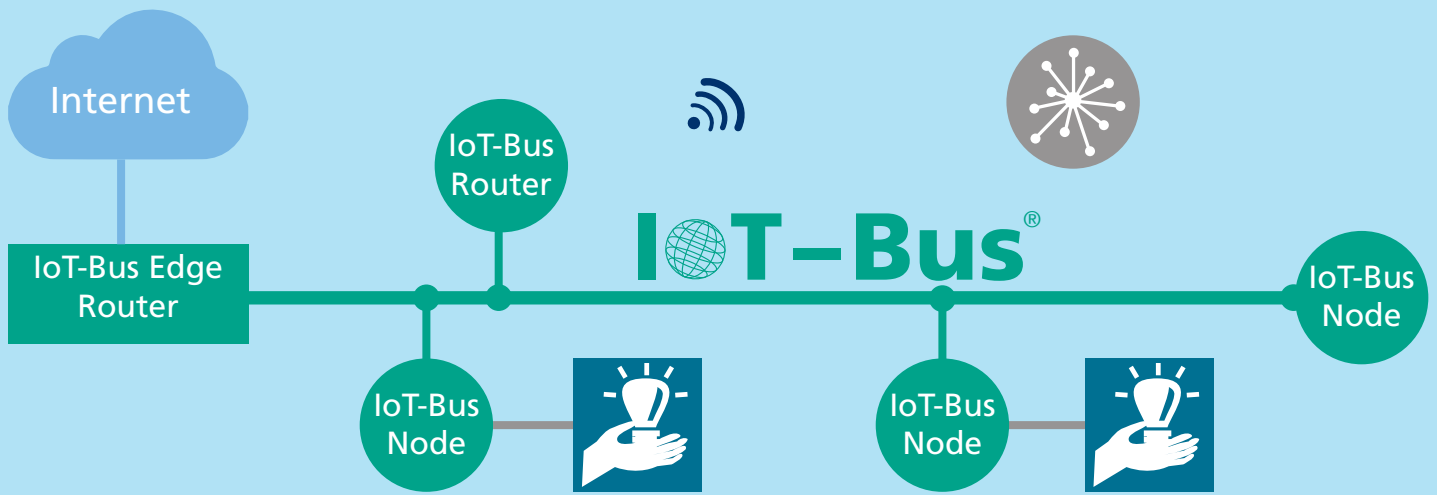 Internet
IoT-Bus
Router
IoT-Bus®
IoT-Bus Edge
Router
IoT-Bus
Node
IoT-Bus
Node
IoT-Bus
Node